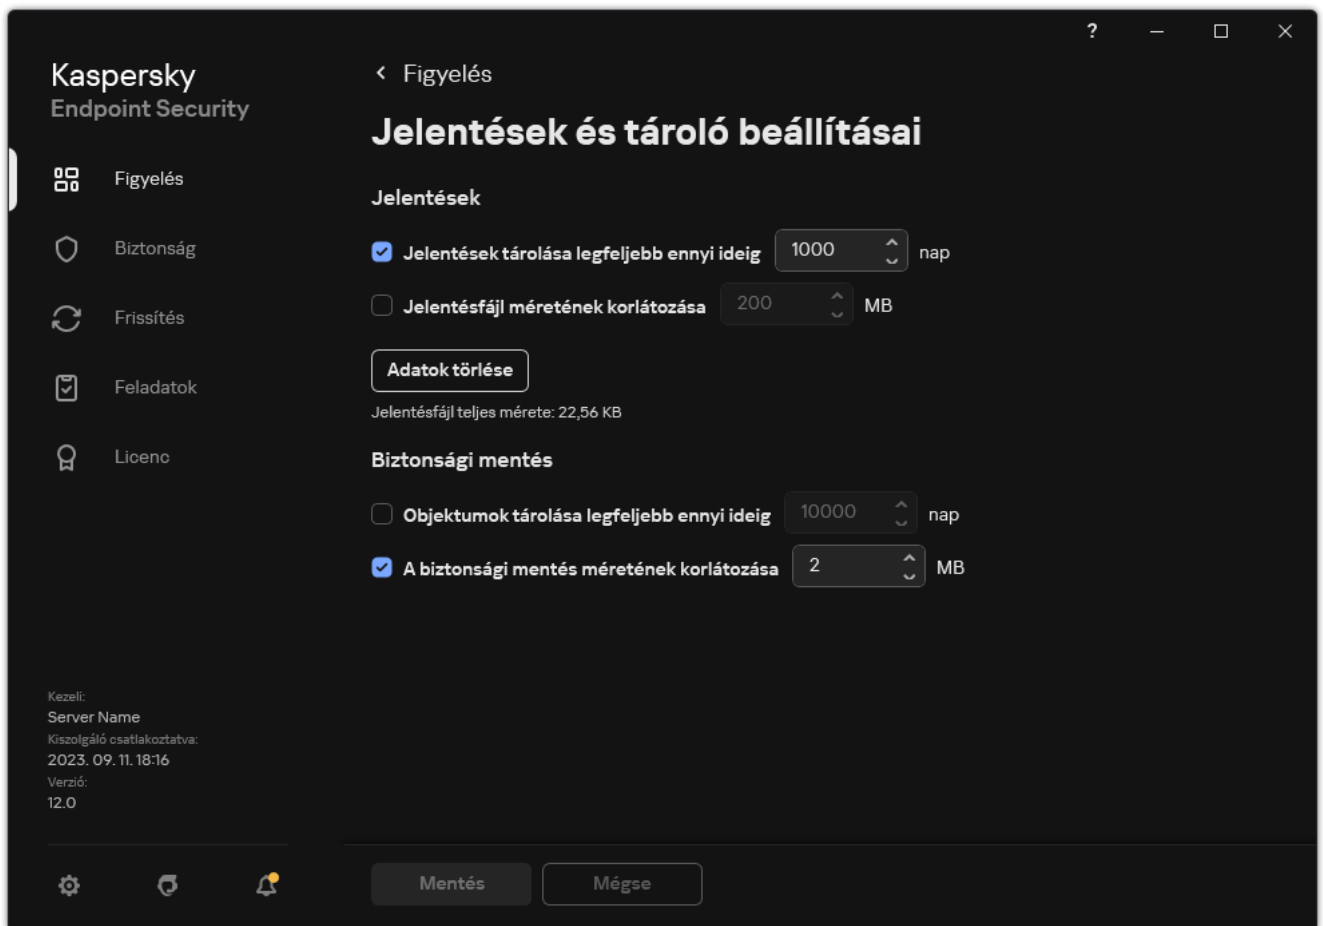 ?
Kaspersky
Endpoint Security
Figyelés
Biztonság
Frissítés
Feladatok
Licenc
Kezeli:
Server Name
Kiszolgáló csatlakoztatva:
2023. 09. 11. 18:16
Verzió:
12.0
Figyelés
Jelentések és tároló beállításai
Jelentések
Jelentések tárolása legfeljebb ennyi ideig 1000 nap
Jelentésfájl méretének korlátozása 200 MB
Adatok törlése
Jelentésfájl teljes mérete: 22,56 KB
Biztonsági mentés
Objektumok tárolása legfeljebb ennyi ideig 10000 nap
A biztonsági mentés méretének korlátozása 2 MB
Mentés Mégse